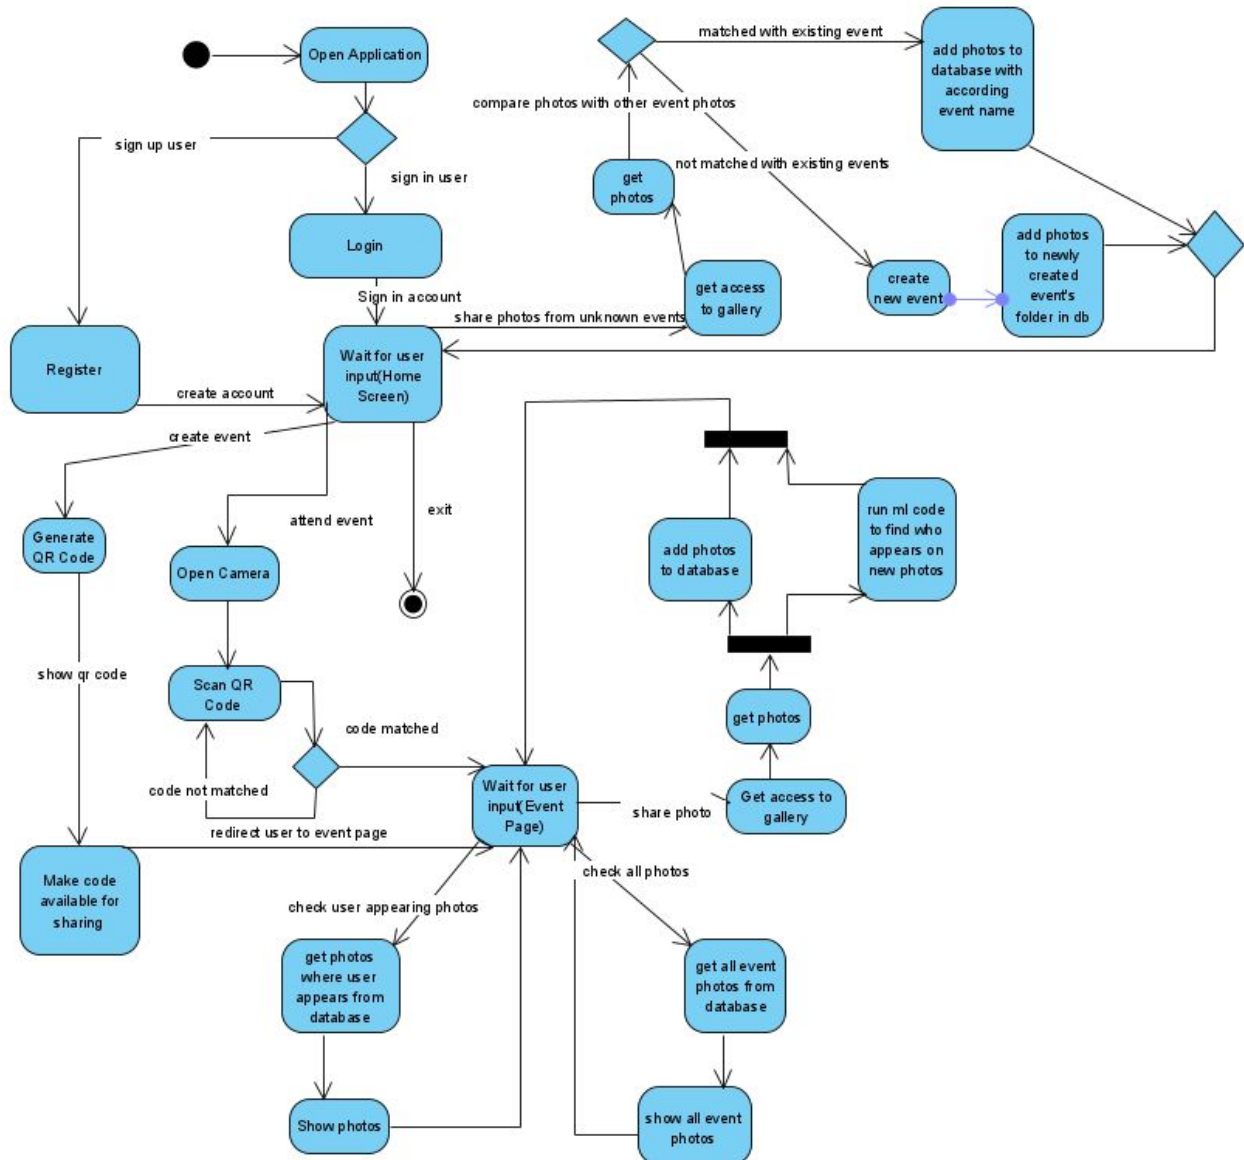 Open Application
matched with existing event
add photos to
database with
according
event name
compare photos with other event photos
sign up user
sign in user
not matched with existing events
get
photos
Login
add photos
to newly
created
event's
folder in db
create
new event
get access
to gallery
Sign in account
share photos from unknown events
Wait for user
input(Home
Screen)
Register
create account
create event
attend event
exit
Generate
QR Code
Open Camera
add photos
to database
run ml code
to find who
appears on
new photos
show qr code
Scan QR
Code
get photos
code matched
code not matched
Wait for user
input(Event
Page)
share photo
Get access to
gallery
redirect user to event page
Make code
available for
sharing
check all photos
check user appearing photos
get photos
where user
appears from
database
get all event
photos from
database
Show photos
show all event
photos